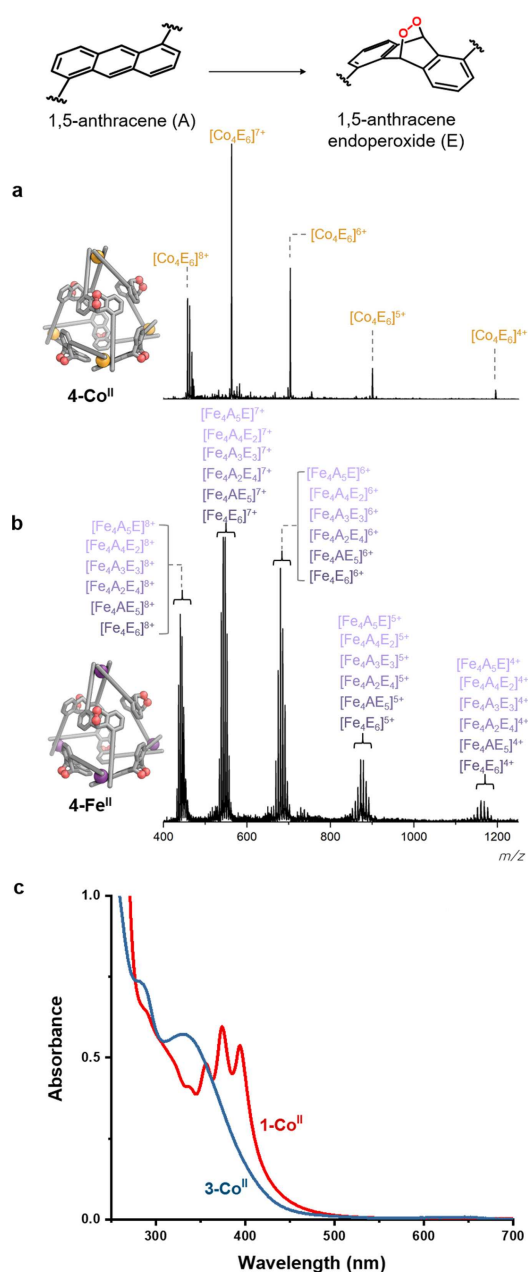 O
O
1,5-anthracene (A)
1,5-anthracene
endoperoxide (E)
a
[Co₄E₆]⁷⁺
[Co₄E₆]⁸⁺
[Co₄E₆]⁶⁺
[Co₄E₆]⁵⁺
[Co₄E₆]⁴⁺
4-Coᴵᴵ
[Fe₄A₅E]⁷⁺
[Fe₄A₄E₂]⁷⁺
[Fe₄A₃E₃]⁷⁺
[Fe₄A₂E₄]⁷⁺
[Fe₄AE₅]⁷⁺
[Fe₄E₆]⁷⁺
[Fe₄A₅E]⁶⁺
[Fe₄A₄E₂]⁶⁺
[Fe₄A₃E₃]⁶⁺
[Fe₄A₂E₄]⁶⁺
[Fe₄AE₅]⁶⁺
[Fe₄E₆]⁶⁺
b
[Fe₄A₅E]⁸⁺
[Fe₄A₄E₂]⁸⁺
[Fe₄A₃E₃]⁸⁺
[Fe₄A₂E₄]⁸⁺
[Fe₄AE₅]⁸⁺
[Fe₄E₆]⁸⁺
[Fe₄A₅E]⁵⁺
[Fe₄A₄E₂]⁵⁺
[Fe₄A₃E₃]⁵⁺
[Fe₄A₂E₄]⁵⁺
[Fe₄AE₅]⁵⁺
[Fe₄E₆]⁵⁺
[Fe₄A₅E]⁴⁺
[Fe₄A₄E₂]⁴⁺
[Fe₄A₃E₃]⁴⁺
[Fe₄A₂E₄]⁴⁺
[Fe₄AE₅]⁴⁺
[Fe₄E₆]⁴⁺
4-Feᴵᴵ
400 600 800 1000 1200
m/z
c
1.0
0.5
0.0
Absorbance
1-Coᴵᴵ
3-Coᴵᴵ
300 400 500 600 700
Wavelength (nm)